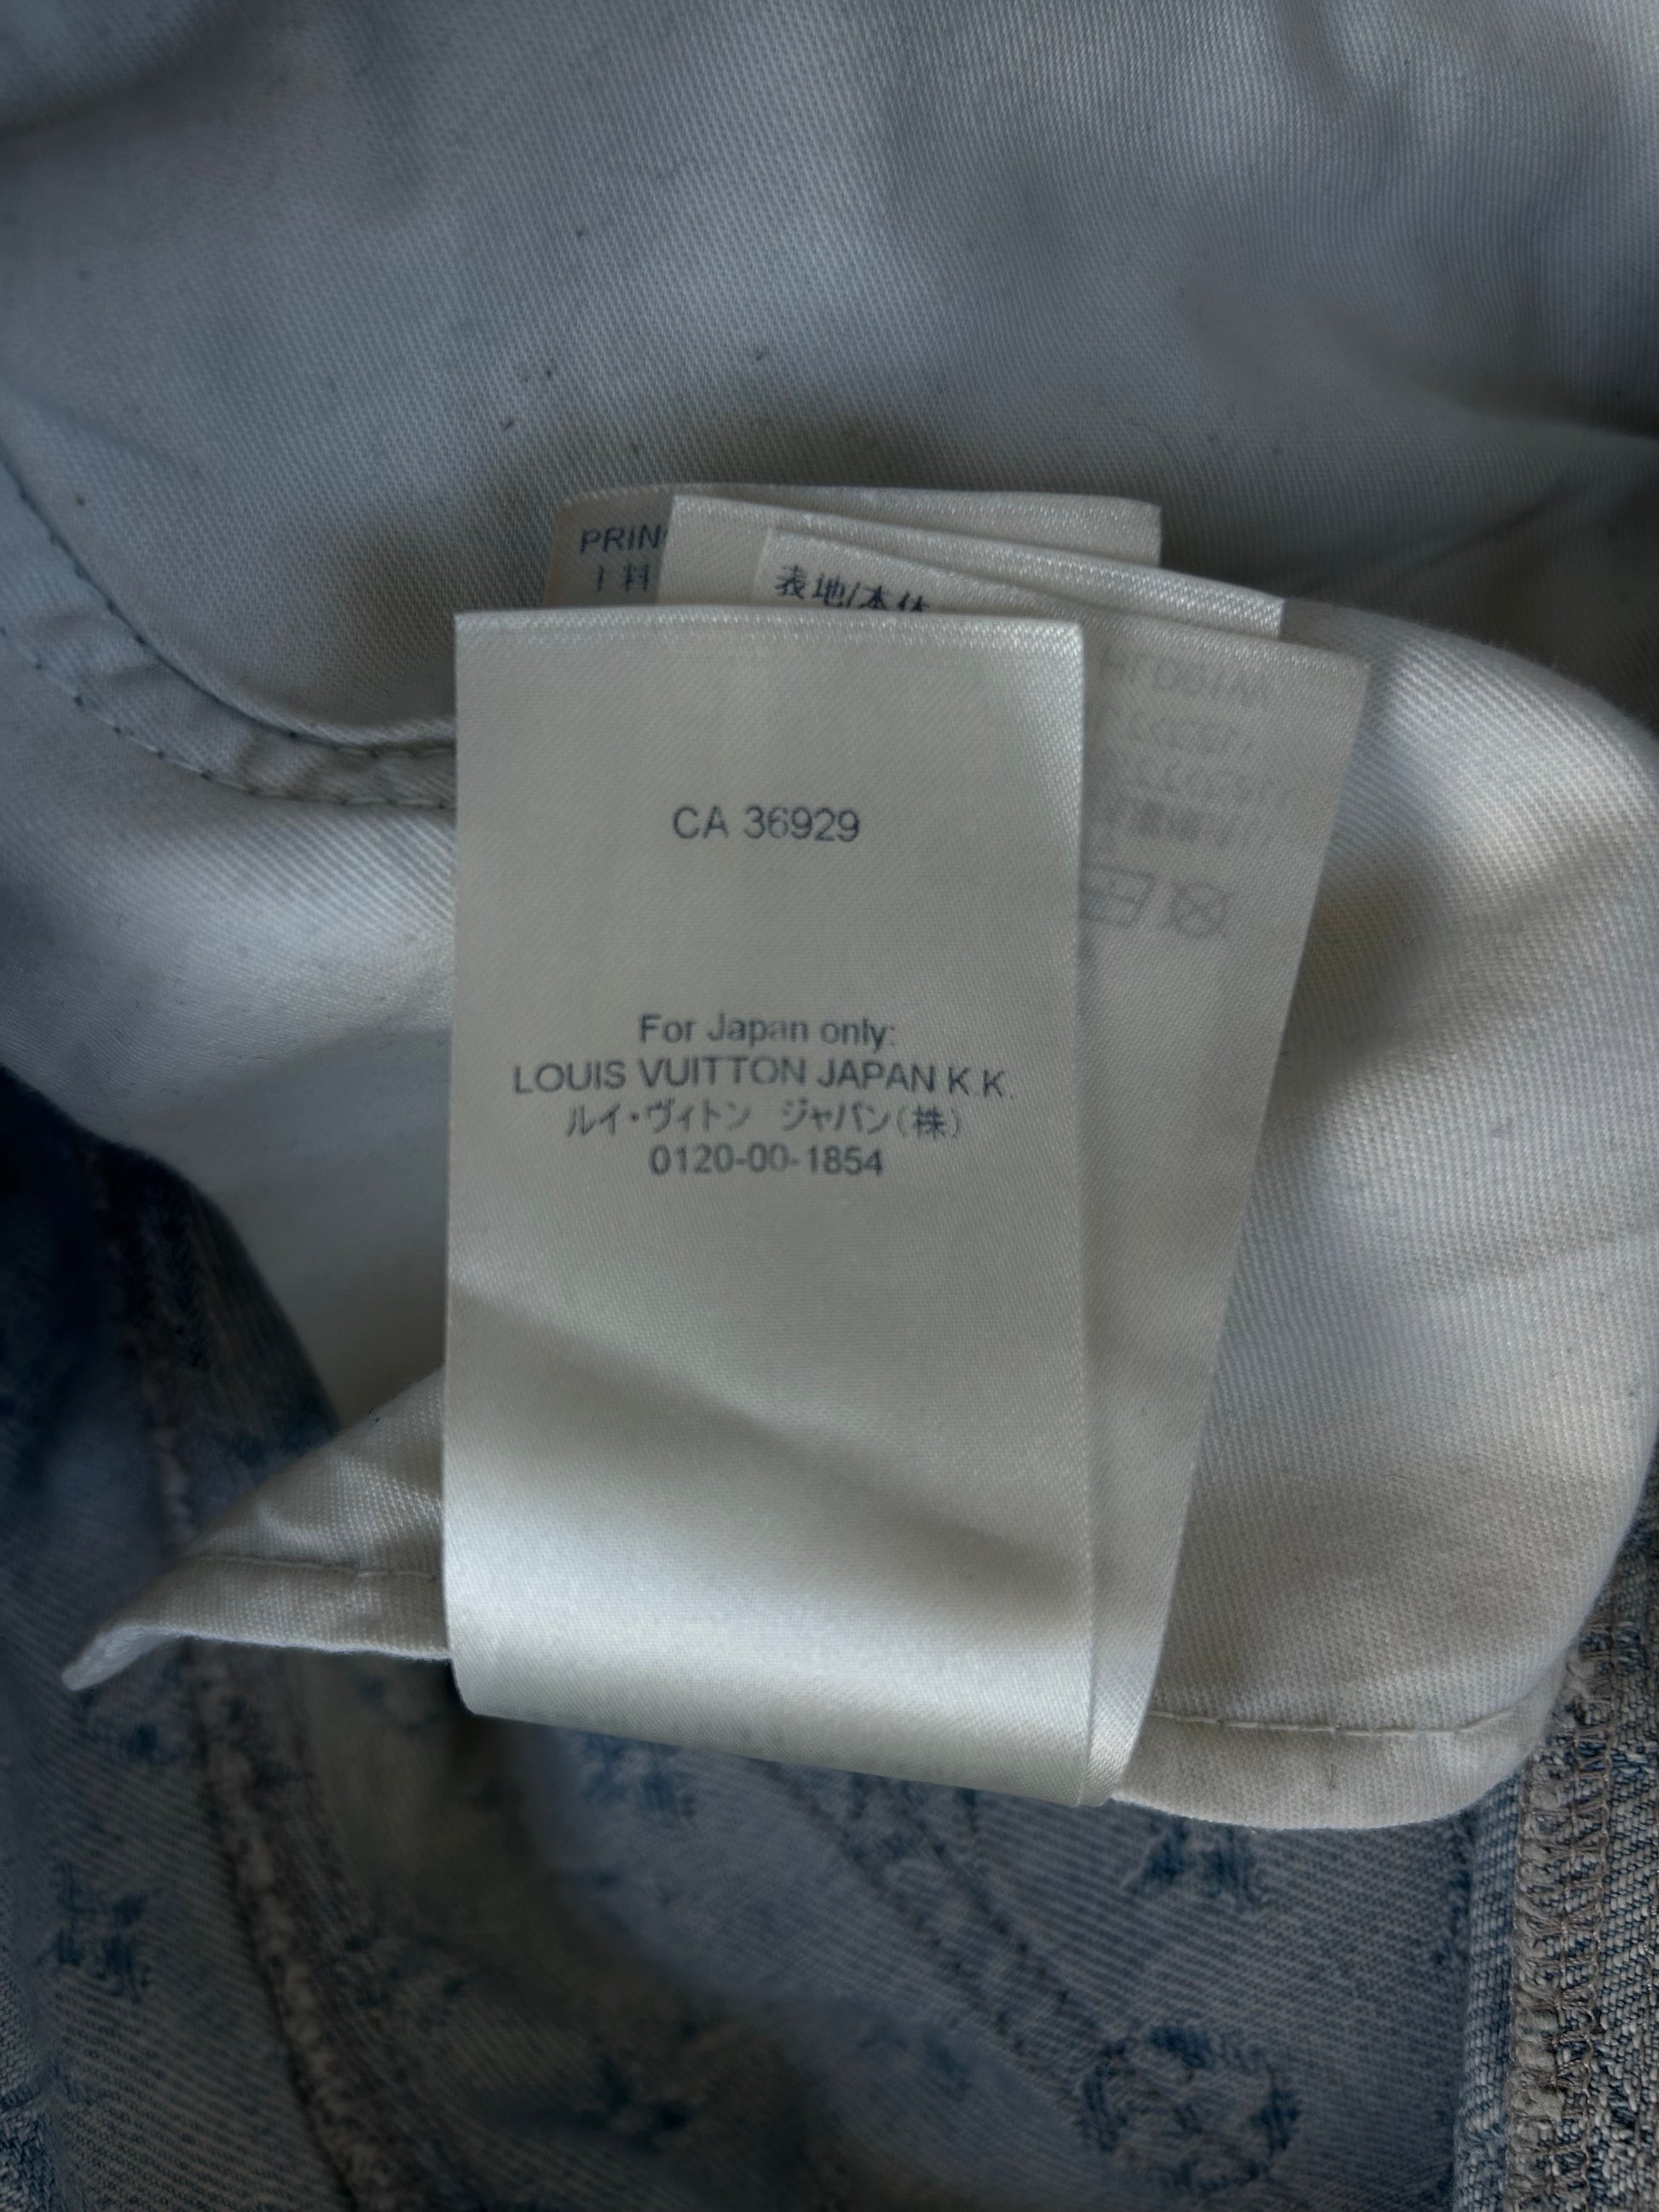 表地/本体
CA 36929
For Japan only:
LOUIS VUITTON JAPAN K.K.
ルイ・ヴィトン ジャパン(株)
0120-00-1854